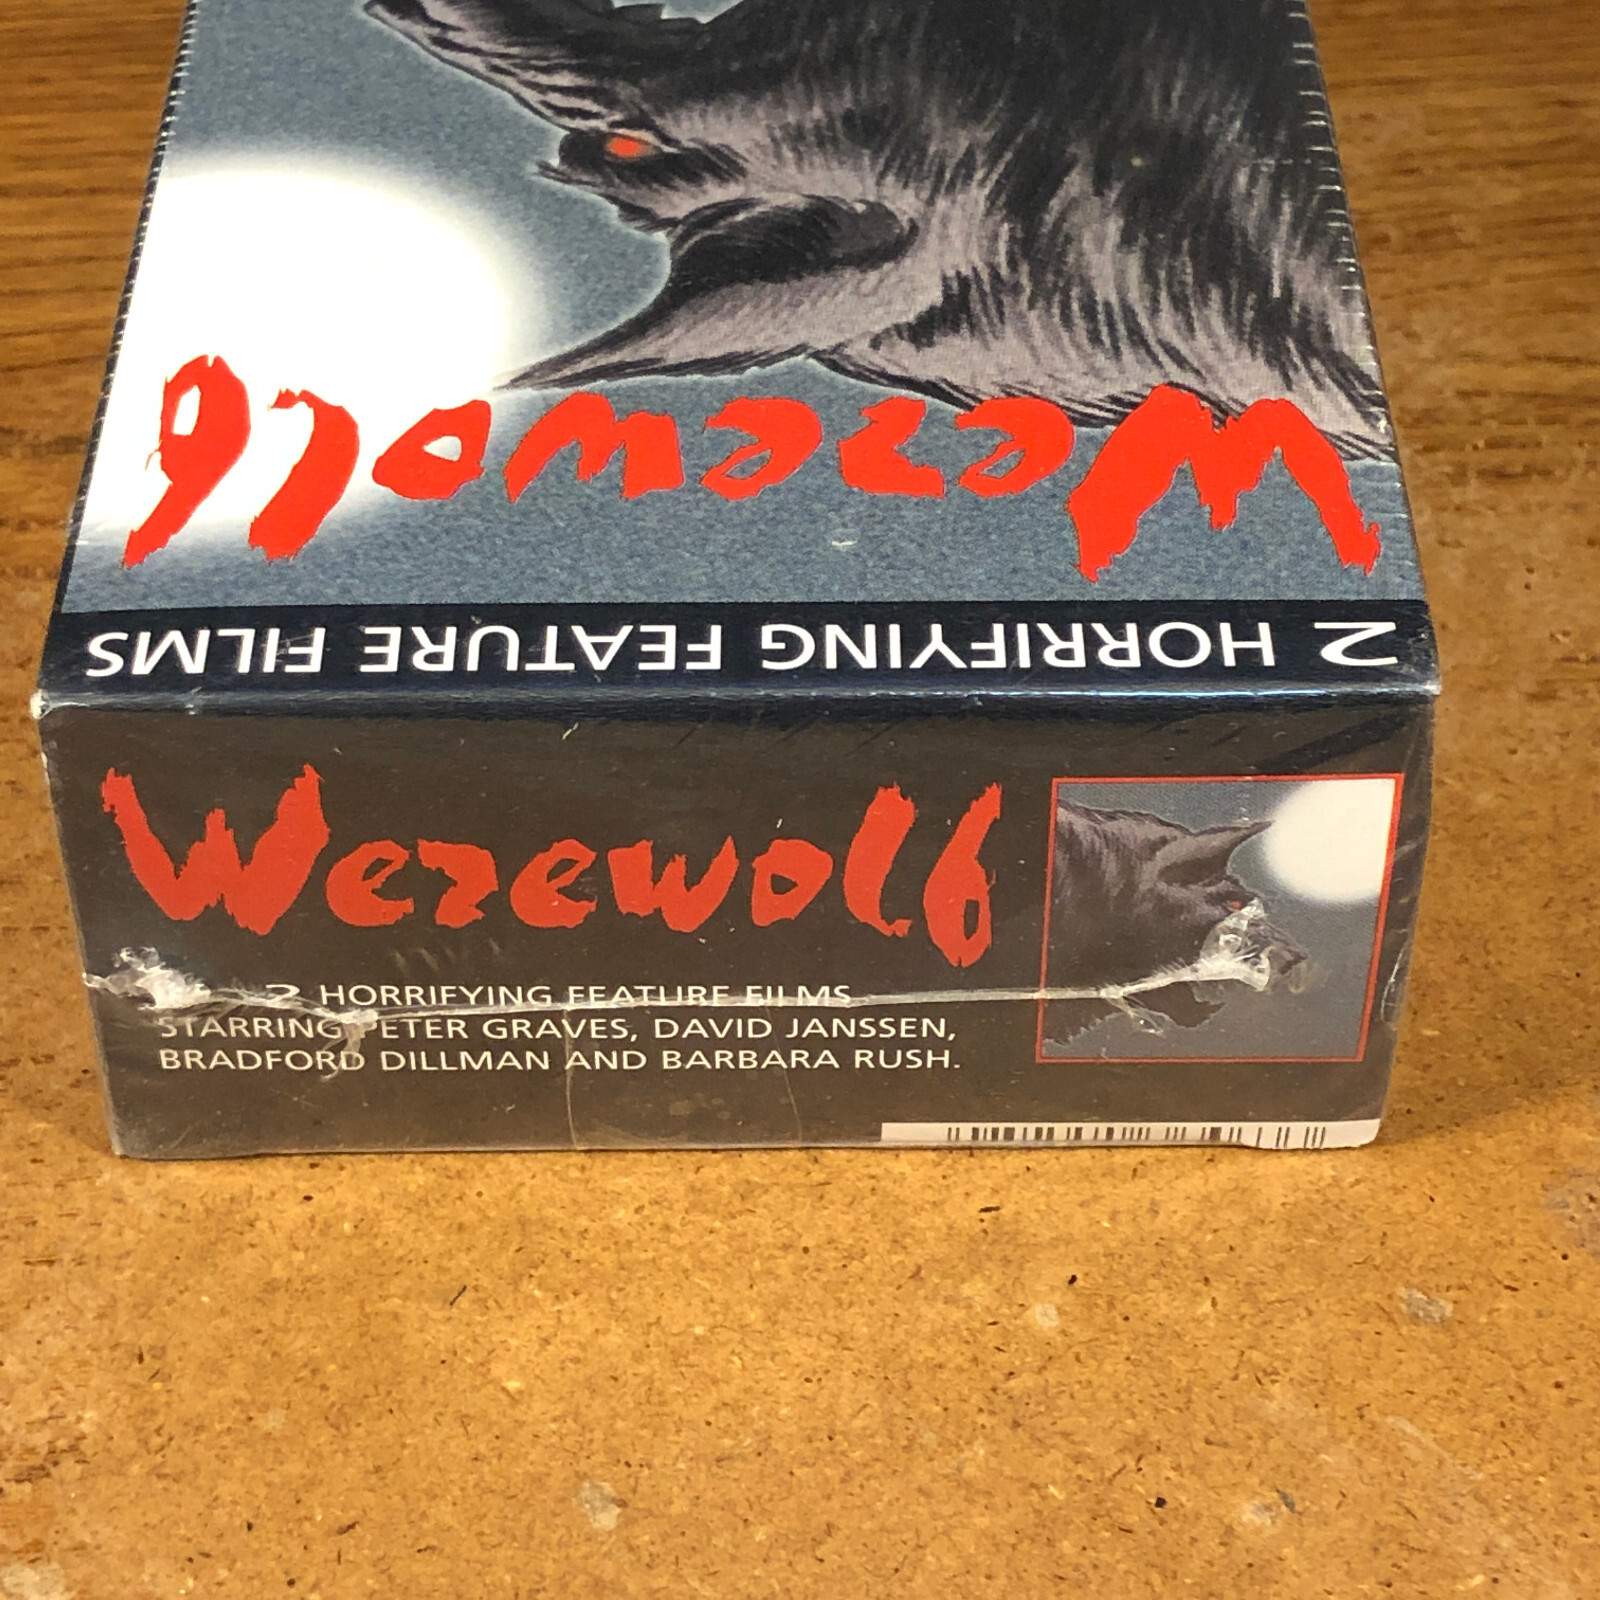 Werewolf
2 HORRIFYING FEATURE FILMS
Werewolf
2 HORRIFYING FEATURE FILMS
STARRING PETER GRAVES, DAVID JANSSEN,
BRADFORD DILLMAN AND BARBARA RUSH.